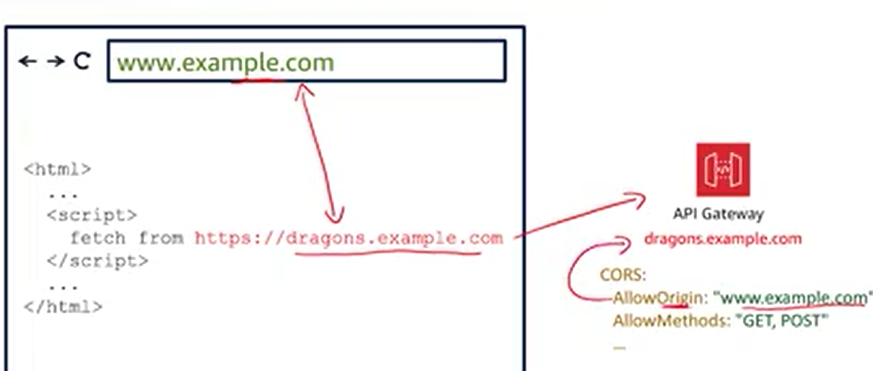 www.example.com
<html>
...
<script>
fetch from https://dragons.example.com
</script>
...
</html>
API Gateway
dragons.example.com
CORS:
AllowOrigin: "www.example.com"
AllowMethods: "GET, POST"
...